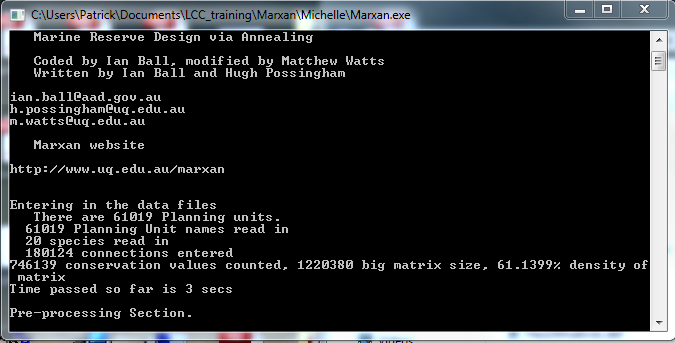 C:\Users\Patrick\Documents\LCC_training\Marxan\Michelle\Marxan.exe
Marine Reserve Design via Annealing
Coded by Ian Ball, modified by Matthew Watts
Written by Ian Ball and Hugh Possingham
ian.ball@aad.gov.au
h.possingham@uq.edu.au
m.watts@uq.edu.au
Marxan website
http://www.uq.edu.au/marxan
Entering in the data files
There are 61019 Planning units.
61019 Planning Unit names read in
20 species read in
180124 connections entered
746139 conservation values counted, 1220380 big matrix size, 61.1399% density of
matrix
Time passed so far is 3 secs
Pre-processing Section.